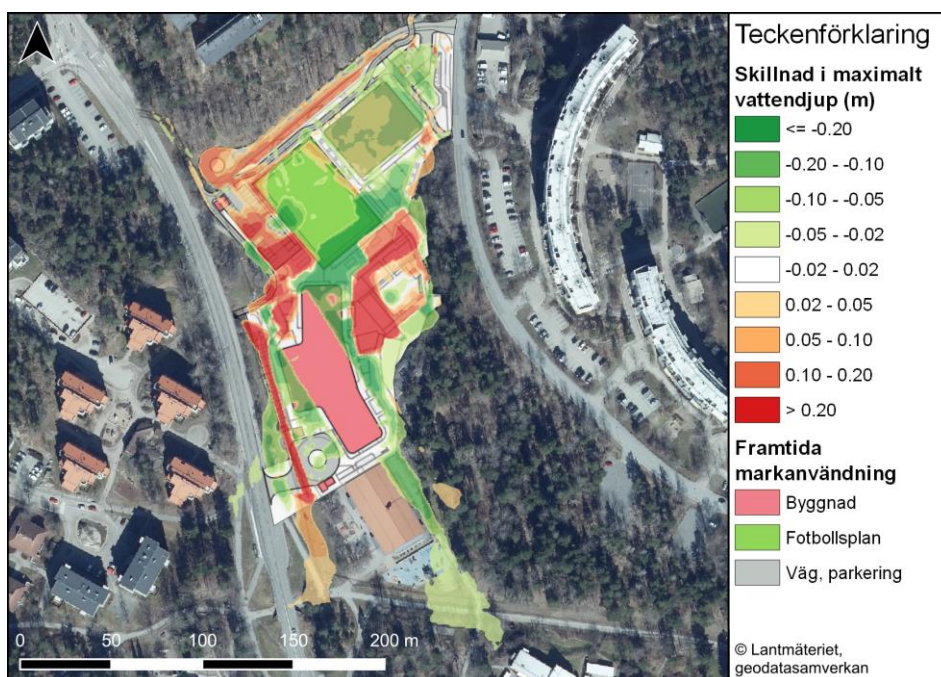 Teckenförklaring
Skillnad i maximalt
vattendjup (m)
<= -0.20
-0.20 - -0.10
-0.10 - -0.05
-0.05 - -0.02
-0.02 - 0.02
0.02 - 0.05
0.05 - 0.10
0.10 - 0.20
> 0.20
Framtida
markanvändning
Byggnad
Fotbollsplan
Väg, parkering
© Lantmäteriet,
geodatasamverkan
0 50 100 150 200 m